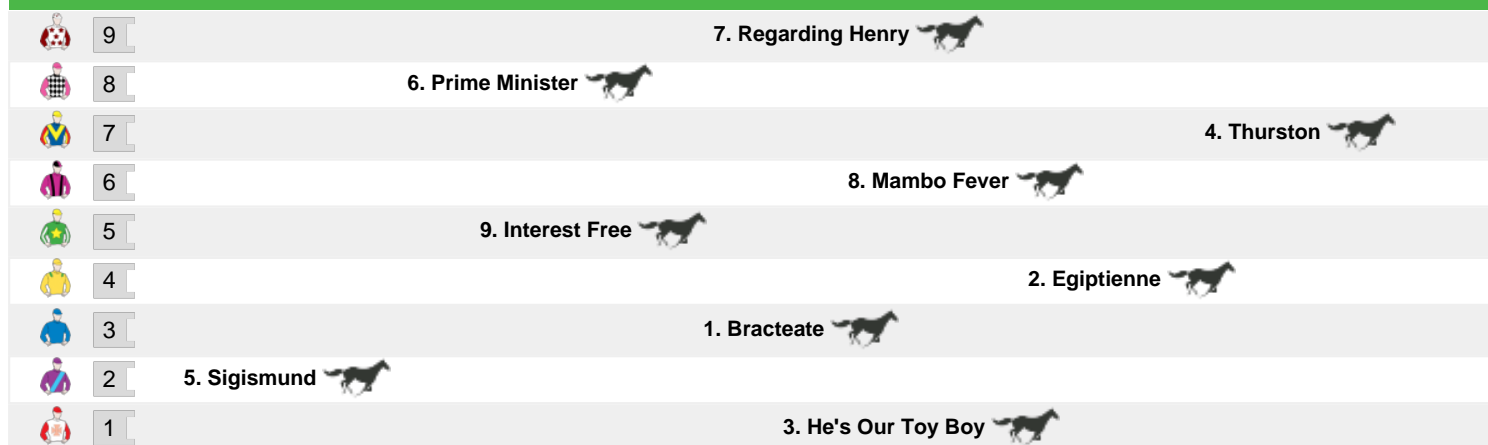 9 7. Regarding Henry
8 6. Prime Minister
7 4. Thurston
6 8. Mambo Fever
5 9. Interest Free
4 2. Egiptienne
3 1. Bracteate
2 5. Sigismund
1 3. He's Our Toy Boy